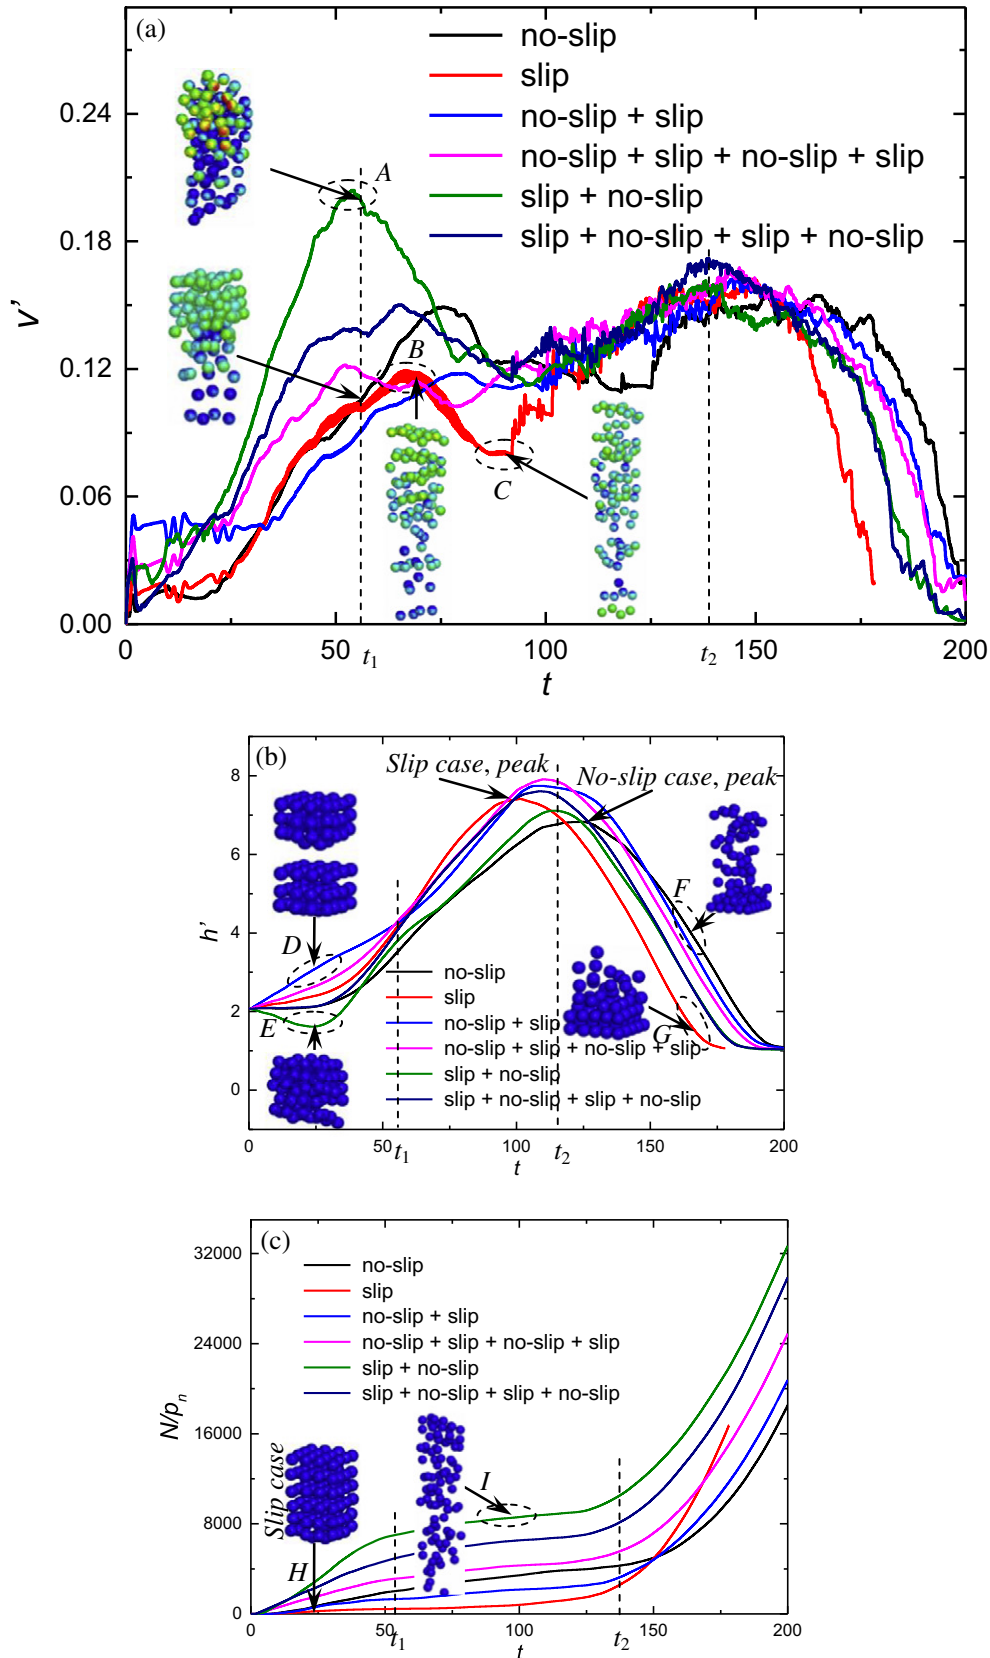 (a)
no-slip
slip
no-slip + slip
no-slip + slip + no-slip + slip
slip + no-slip
slip + no-slip + slip + no-slip
A
B
C
0.24
0.18
0.12
0.06
0.00
v'
0
50
t1
100
t2
150
200
t
(b)
Slip case, peak
No-slip case, peak
8
6
4
2
0
h'
D
E
F
G
no-slip
slip
no-slip + slip
no-slip + slip + no-slip + slip
slip + no-slip
slip + no-slip + slip + no-slip
0
50
t1
100
t2
150
200
t
(c)
no-slip
slip
no-slip + slip
no-slip + slip + no-slip + slip
slip + no-slip
slip + no-slip + slip + no-slip
32000
24000
16000
8000
0
N/pn
Slip case
H
I
0
50
t1
100
t2
150
200
t